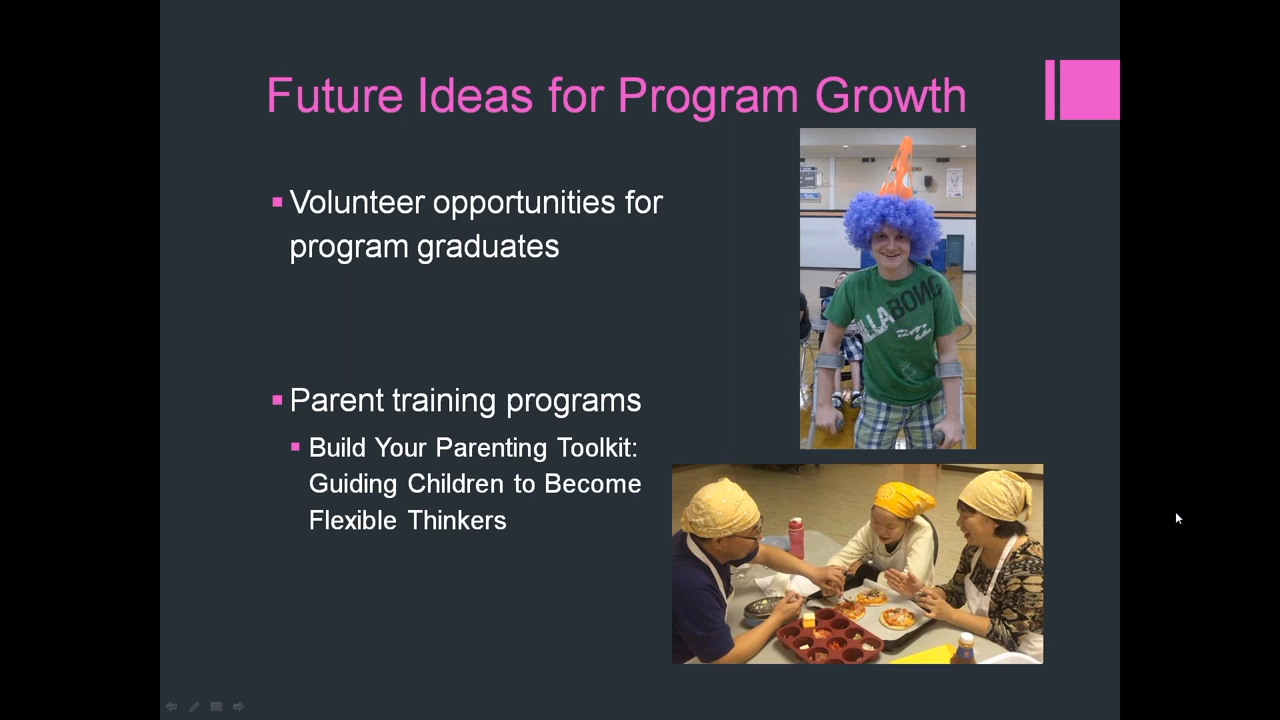 Future Ideas for Program Growth
Volunteer opportunities for
program graduates
Parent training programs
Build Your Parenting Toolkit:
Guiding Children to Become
Flexible Thinkers